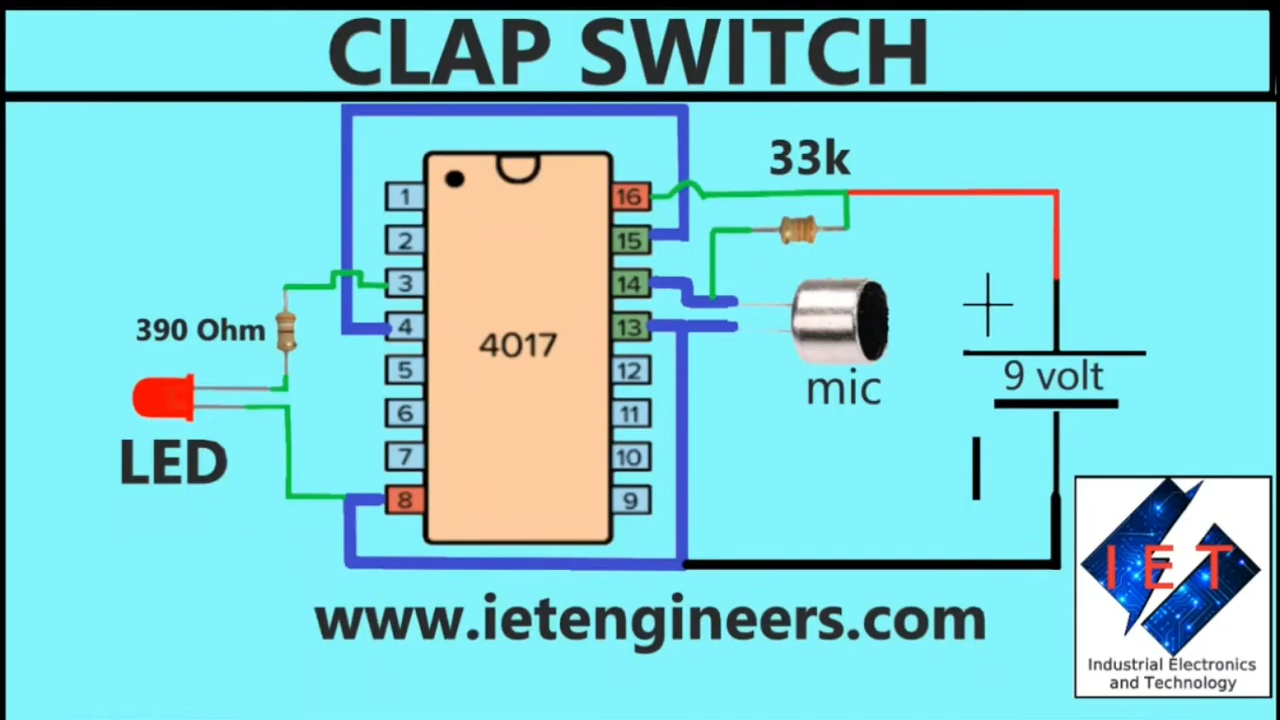 CLAP SWITCH
33k
1
16
2
15
3
14
390 Ohm
4
13
4017
5
12
9 volt
mic
6
11
LED
7
10
8
9
IET
www.ietengineers.com
Industrial Electronics
and Technology